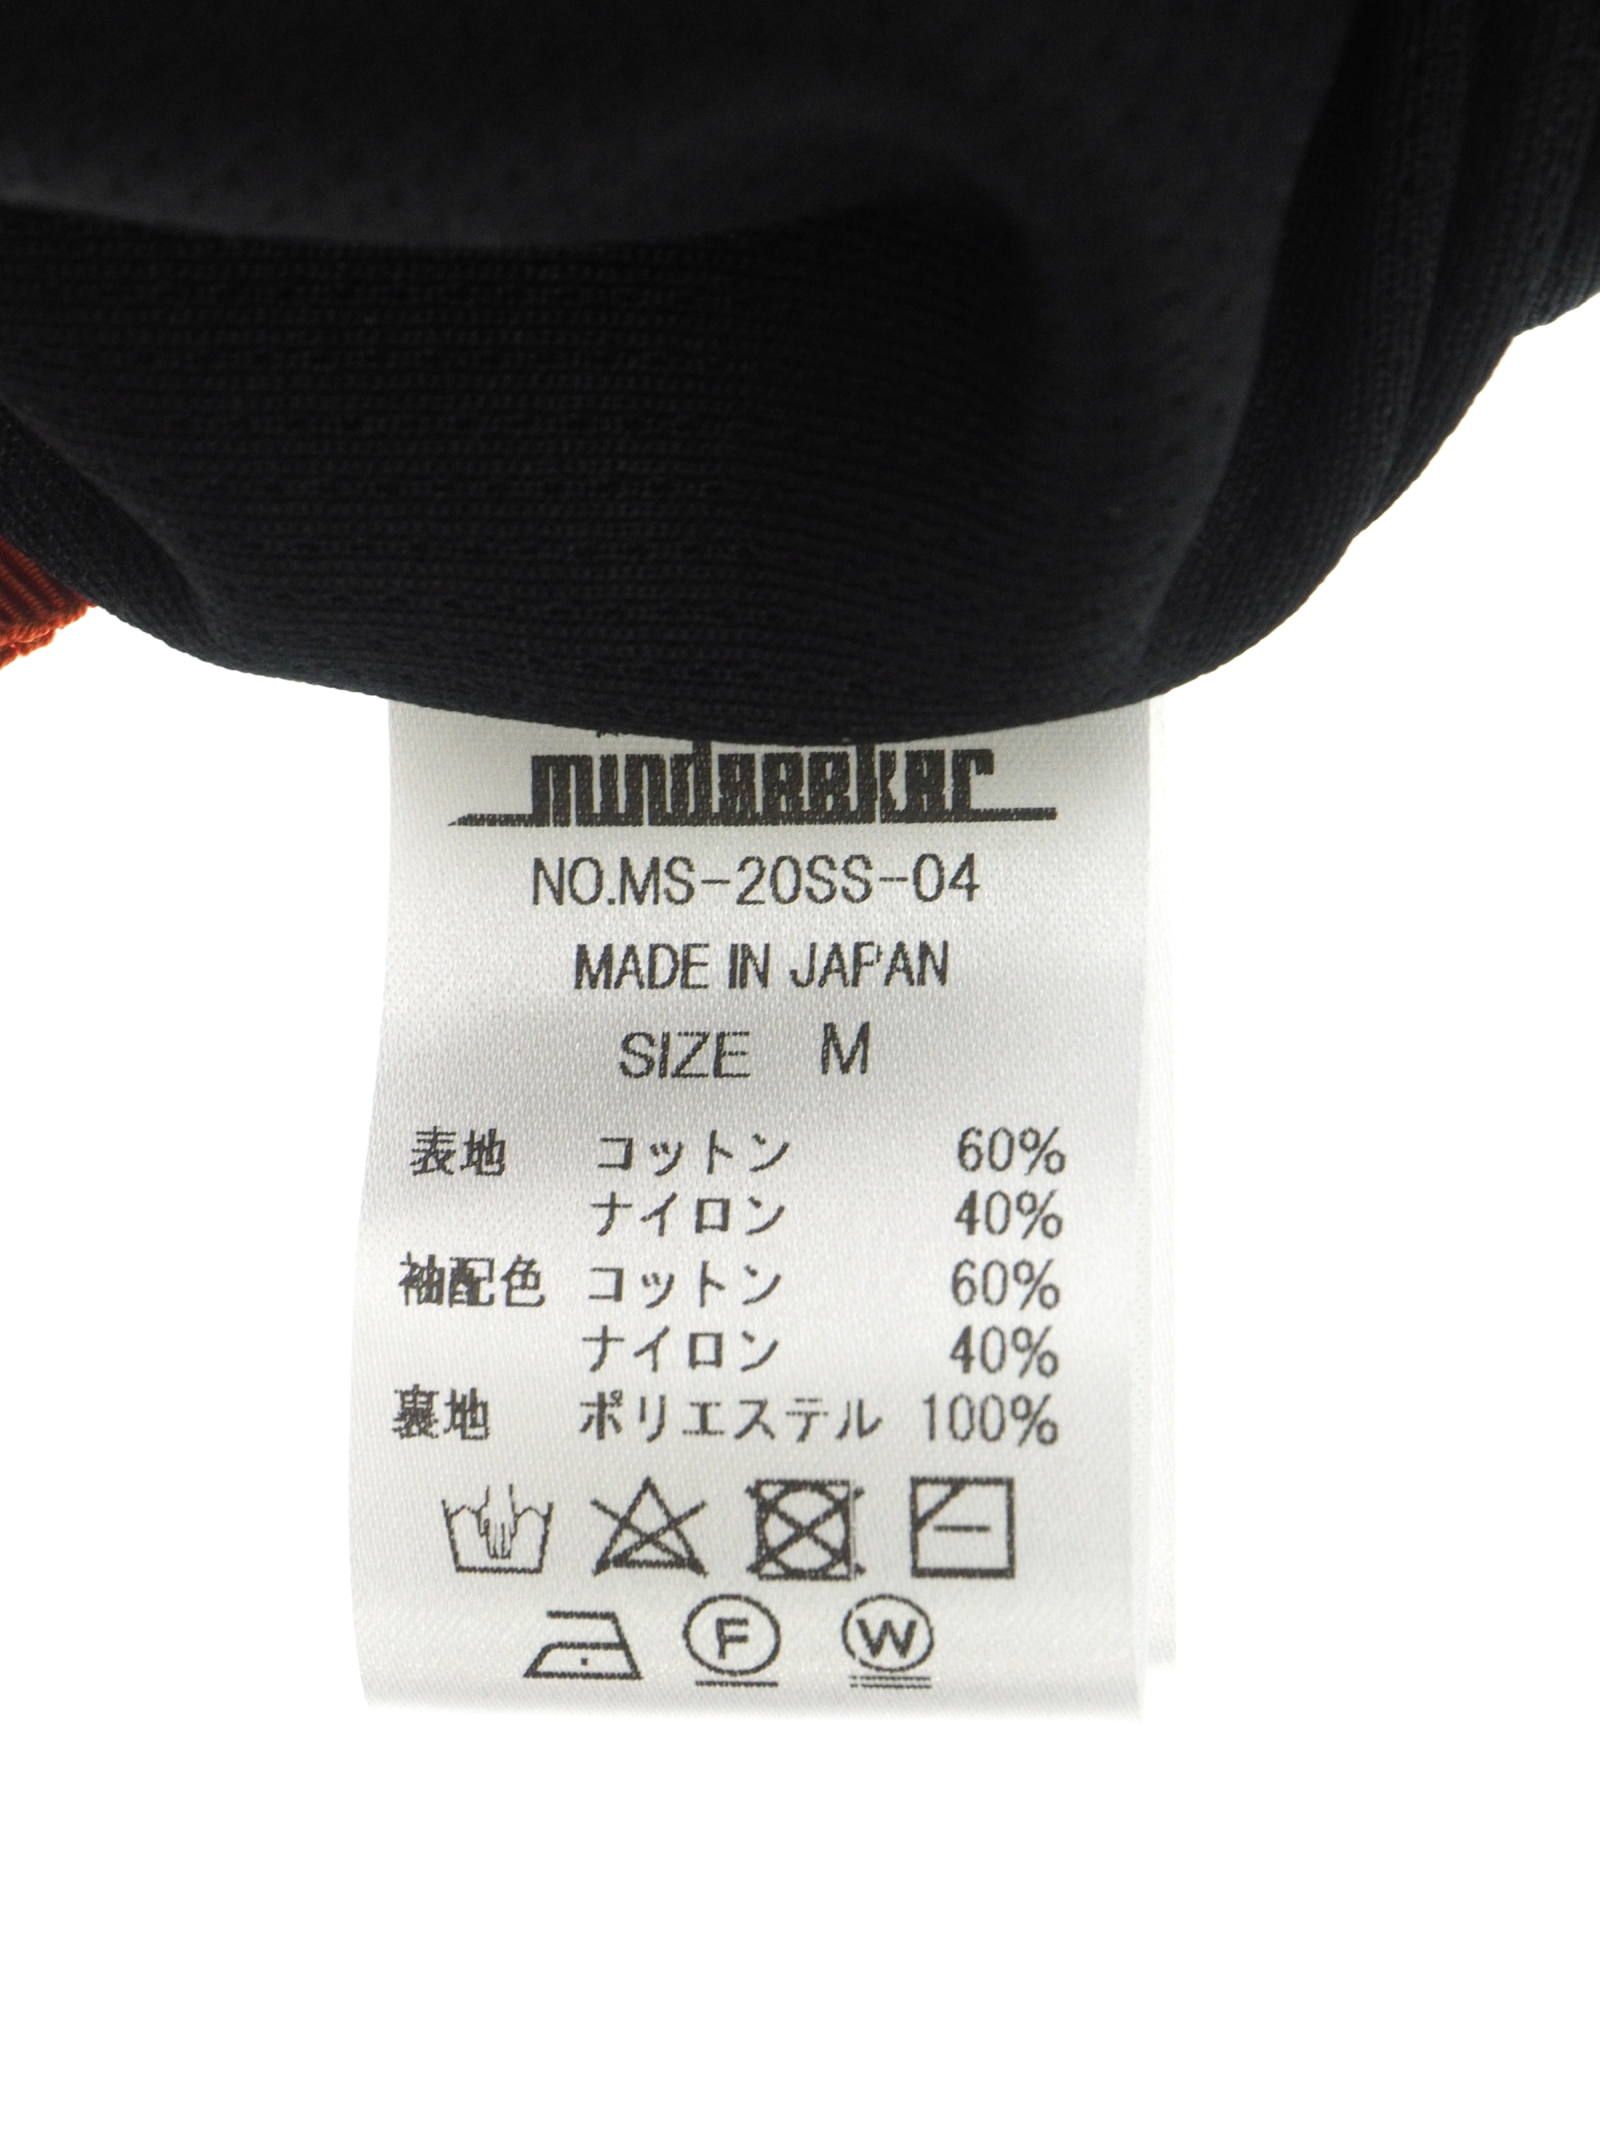 mindseeker
NO.MS-20SS-04
MADE IN JAPAN
SIZE M
表地 コットン 60%
ナイロン 40%
袖配色 コットン 60%
ナイロン 40%
裏地 ポリエステル 100%
F W